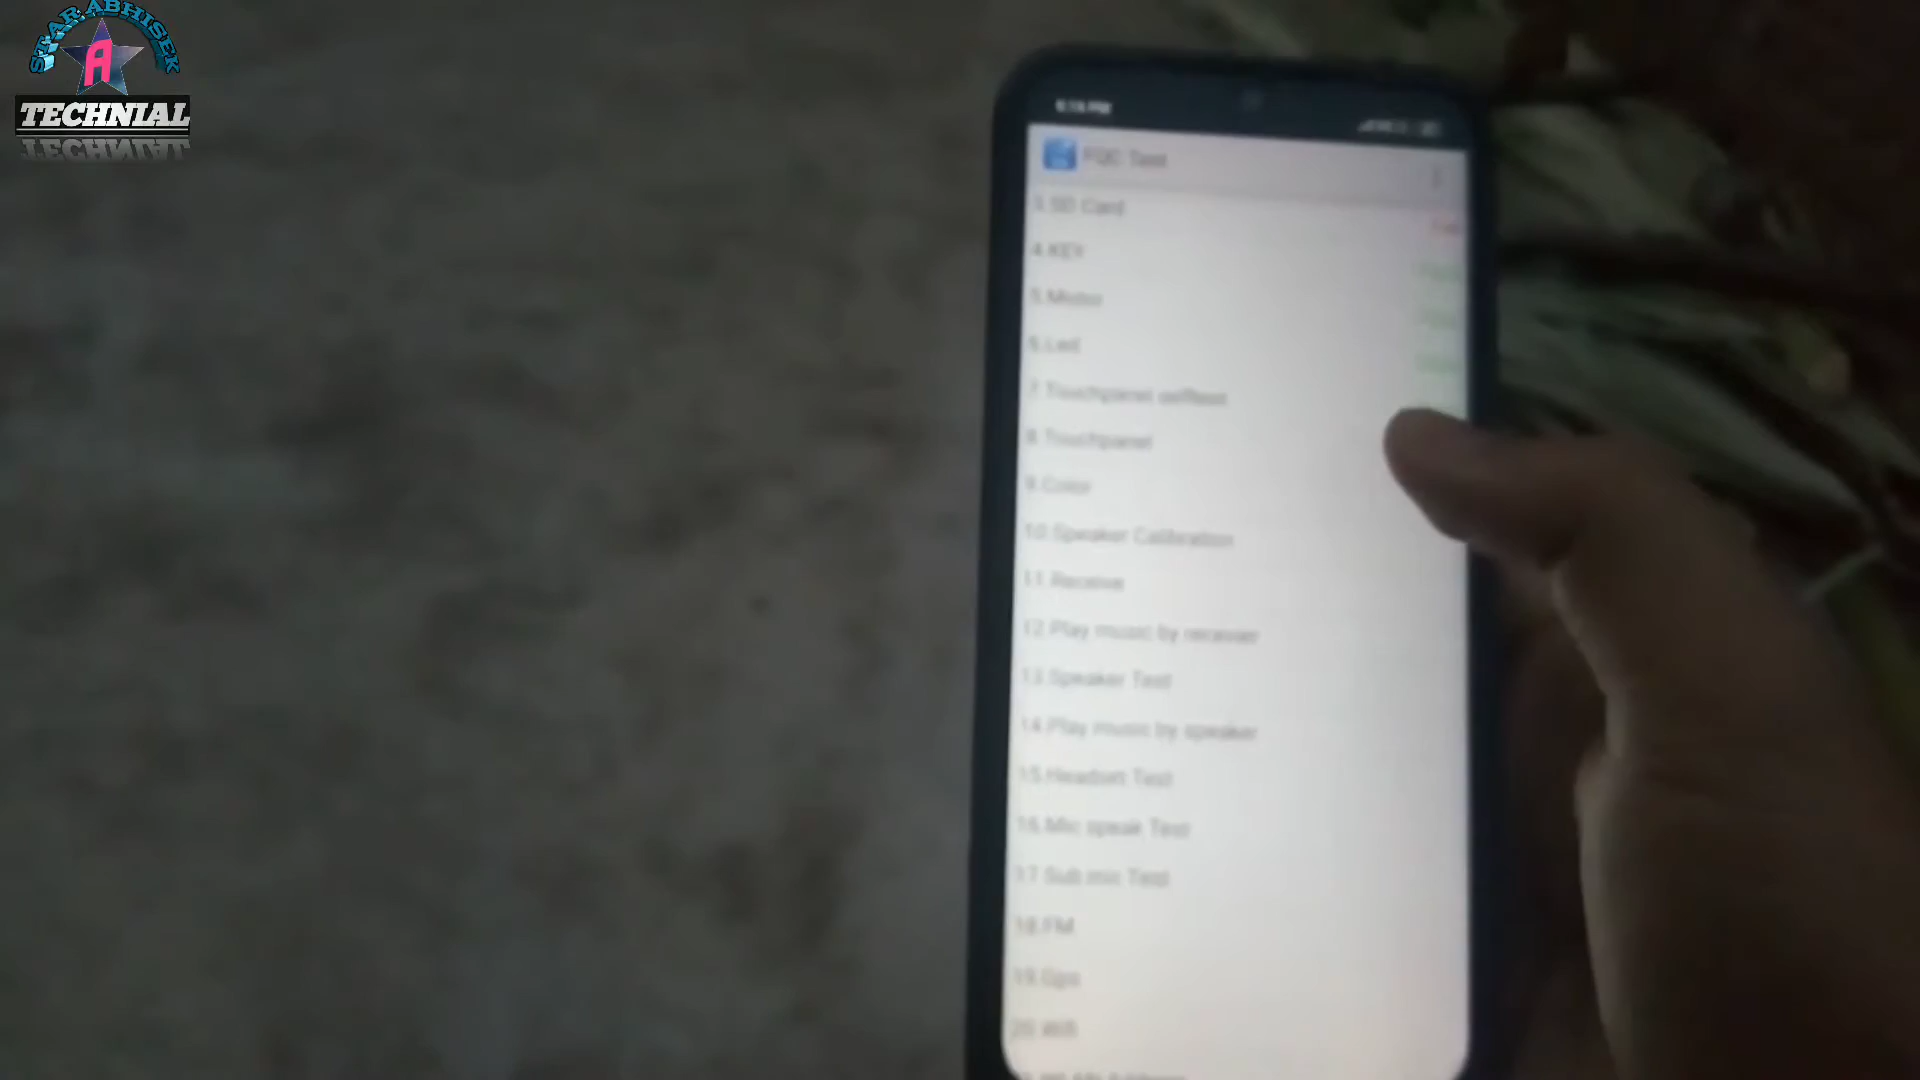 STAR ABHISEK
A
TECHNIAL
FQC Test
3.SD Card
4.KEY
5.Motor
6.Led
7.Touchpanel selftest
8.Touchpanel
9.Color
10.Speaker Calibration
11.Receive
12.Play music by receiver
13.Speaker Test
14.Play music by speaker
15.Headset Test
16.Mic speak Test
17.Sub mic Test
18.FM
19.Gps
20.Wifi